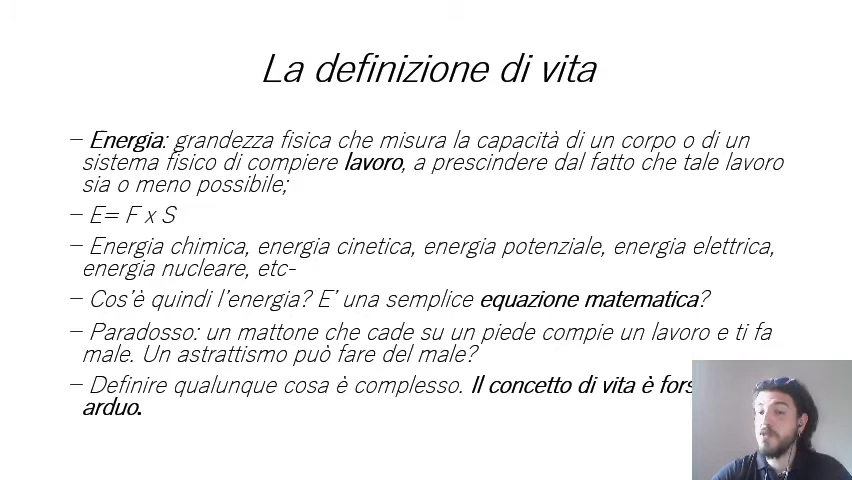 La definizione di vita
– Energia: grandezza fisica che misura la capacità di un corpo o di un
sistema fisico di compiere lavoro, a prescindere dal fatto che tale lavoro
sia o meno possibile;
– E= F x S
– Energia chimica, energia cinetica, energia potenziale, energia elettrica,
energia nucleare, etc-
– Cos'è quindi l'energia? E' una semplice equazione matematica?
– Paradosso: un mattone che cade su un piede compie un lavoro e ti fa
male. Un astrattismo può fare del male?
– Definire qualunque cosa è complesso. Il concetto di vita è
arduo.